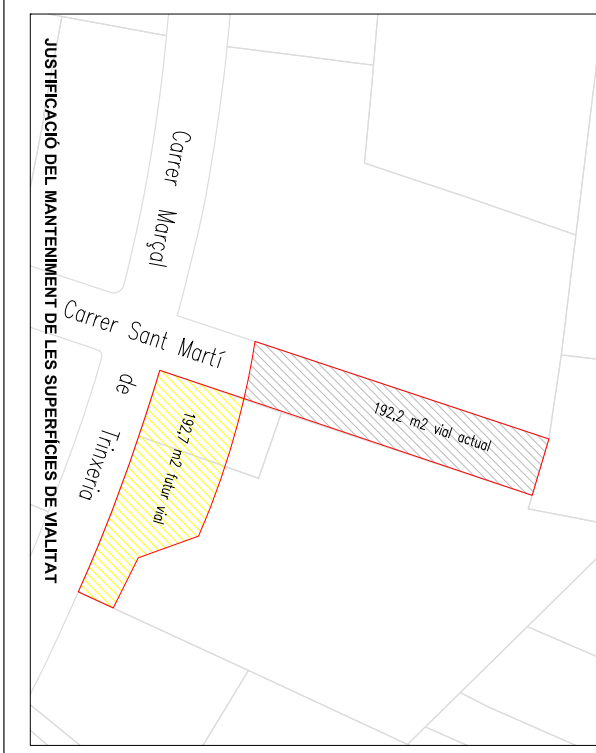 JUSTIFICACIÓ DEL MANTENIMENT DE LES SUPERFÍCIES DE VIALITAT
Carrer Marçal
de Trinxeria
Carrer Sant Martí
192,2 m2 vial actual
192,7 m2 futur vial